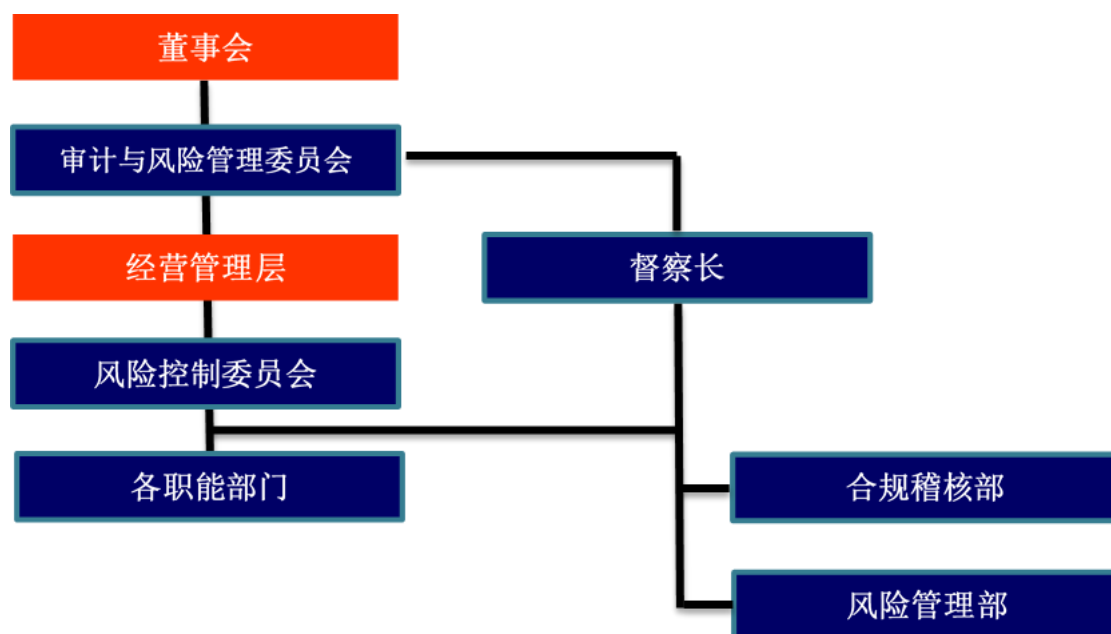 董事会
审计与风险管理委员会
经营管理层
督察长
风险控制委员会
各职能部门
合规稽核部
风险管理部